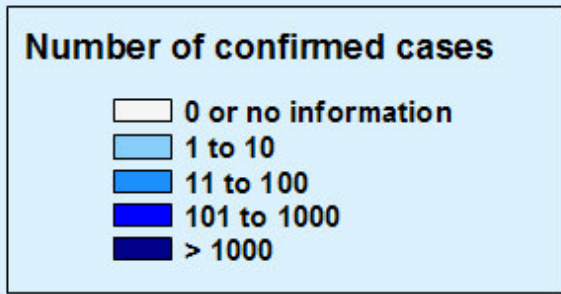 Number of confirmed cases
0 or no information
1 to 10
11 to 100
101 to 1000
> 1000